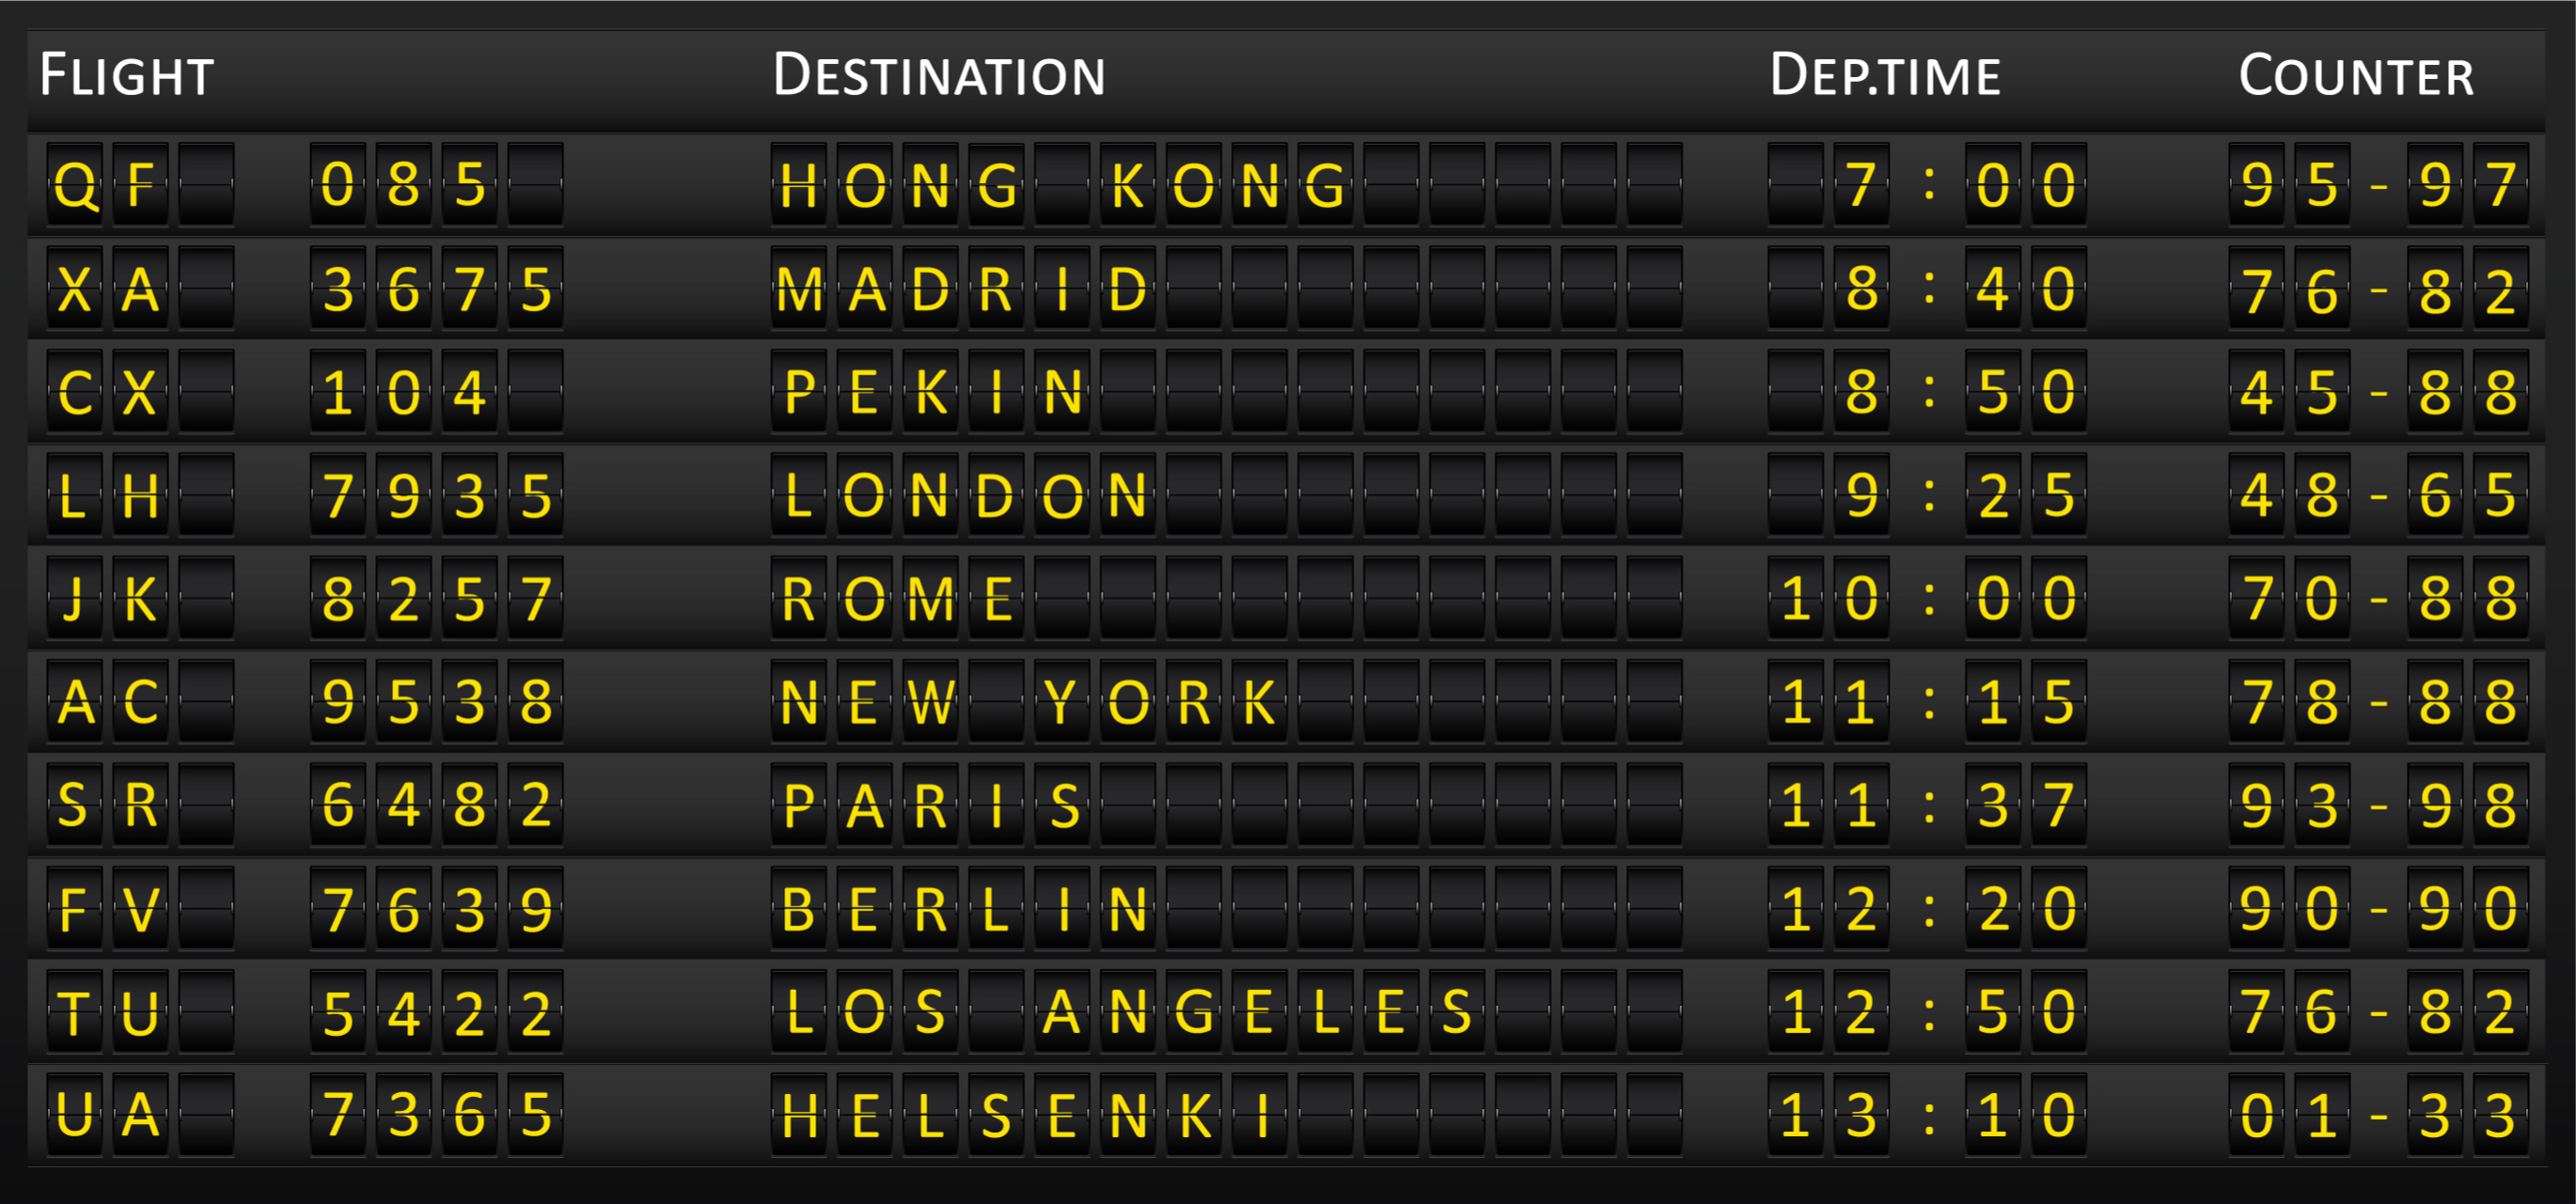 FLIGHT DESTINATION DEP.TIME COUNTER
QF 085 HONG KONG 7:00 95-97
XA 3675 MADRID 8:40 76-82
CX 104 PEKIN 8:50 45-88
LH 7935 LONDON 9:25 48-65
JK 8257 ROME 10:00 70-88
AC 9538 NEW YORK 11:15 78-88
SR 6482 PARIS 11:37 93-98
FV 7639 BERLIN 12:20 90-90
TU 5422 LOS ANGELES 12:50 76-82
UA 7365 HELSENKI 13:10 01-33